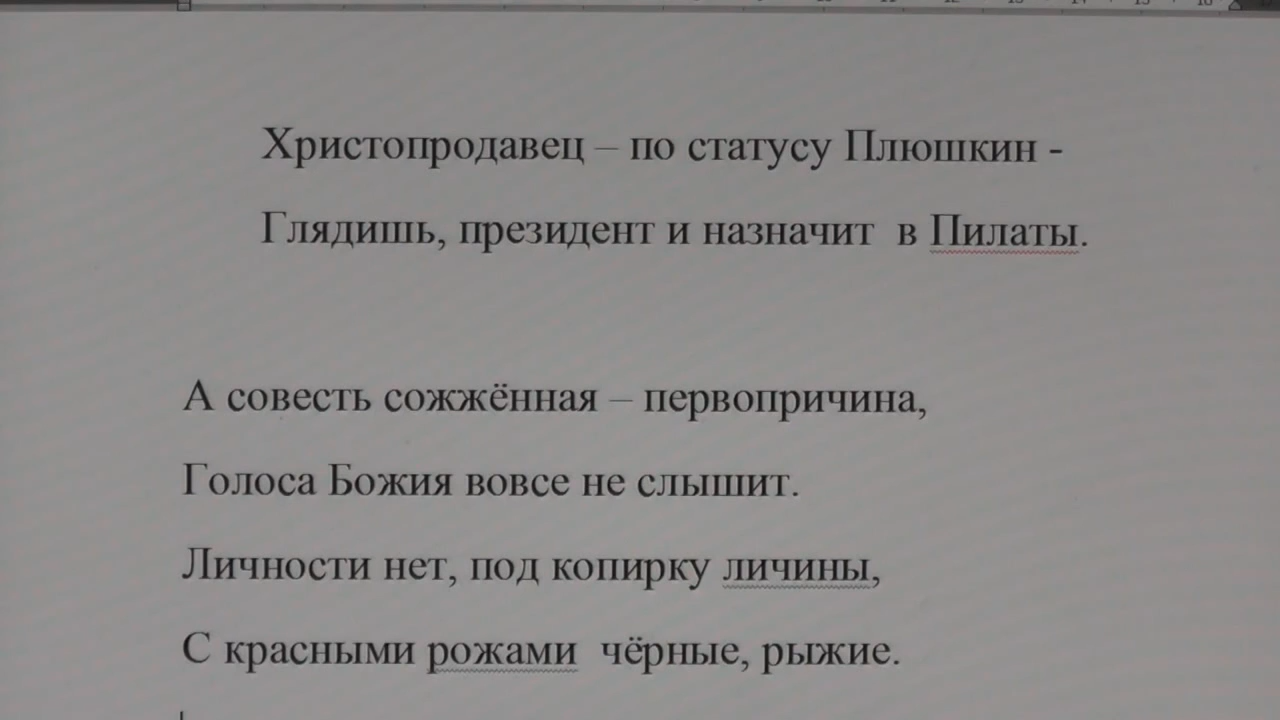 Христопродавец – по статусу Плюшкин -
Глядишь, президент и назначит  в Пилаты.
А совесть сожжённая – первопричина,
Голоса Божия вовсе не слышит.
Личности нет, под копирку личины,
С красными рожами  чёрные, рыжие.